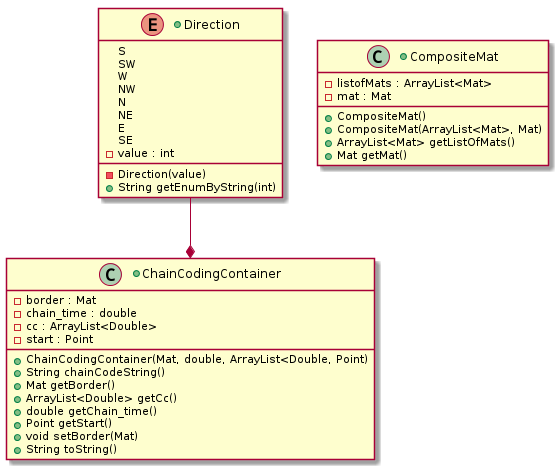 E Direction
S
SW
W
NW
N
NE
E
SE
value : int
Direction(value)
String getEnumByString(int)
C CompositeMat
listofMats : ArrayList<Mat>
mat : Mat
CompositeMat()
CompositeMat(ArrayList<Mat>, Mat)
ArrayList<Mat> getListOfMats()
Mat getMat()
C ChainCodingContainer
border : Mat
chain_time : double
cc : ArrayList<Double>
start : Point
ChainCodingContainer(Mat, double, ArrayList<Double, Point)
String chainCodeString()
Mat getBorder()
ArrayList<Double> getCc()
double getChain_time()
Point getStart()
void setBorder(Mat)
String toString()